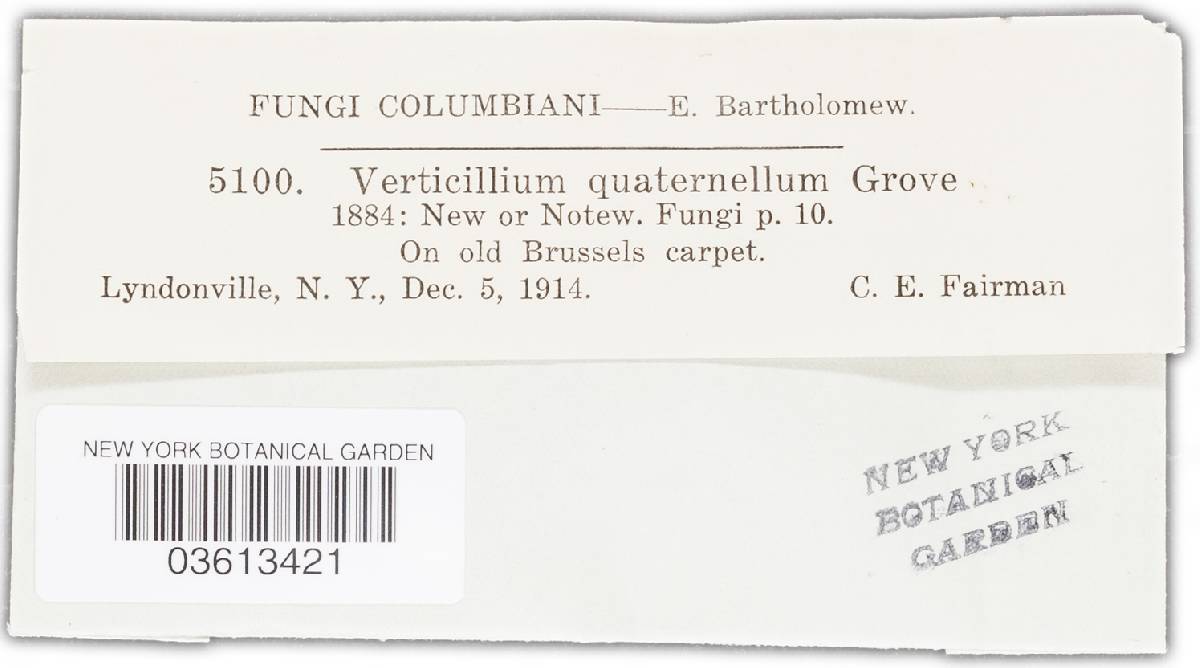 FUNGI COLUMBIANI——E. Bartholomew.
5100. Verticillium quaternellum Grove
1884: New or Notew. Fungi p. 10.
On old Brussels carpet.
Lyndonville, N. Y., Dec. 5, 1914. C. E. Fairman
NEW YORK BOTANICAL GARDEN
03613421
NEW YORK
BOTANICAL
GARDEN